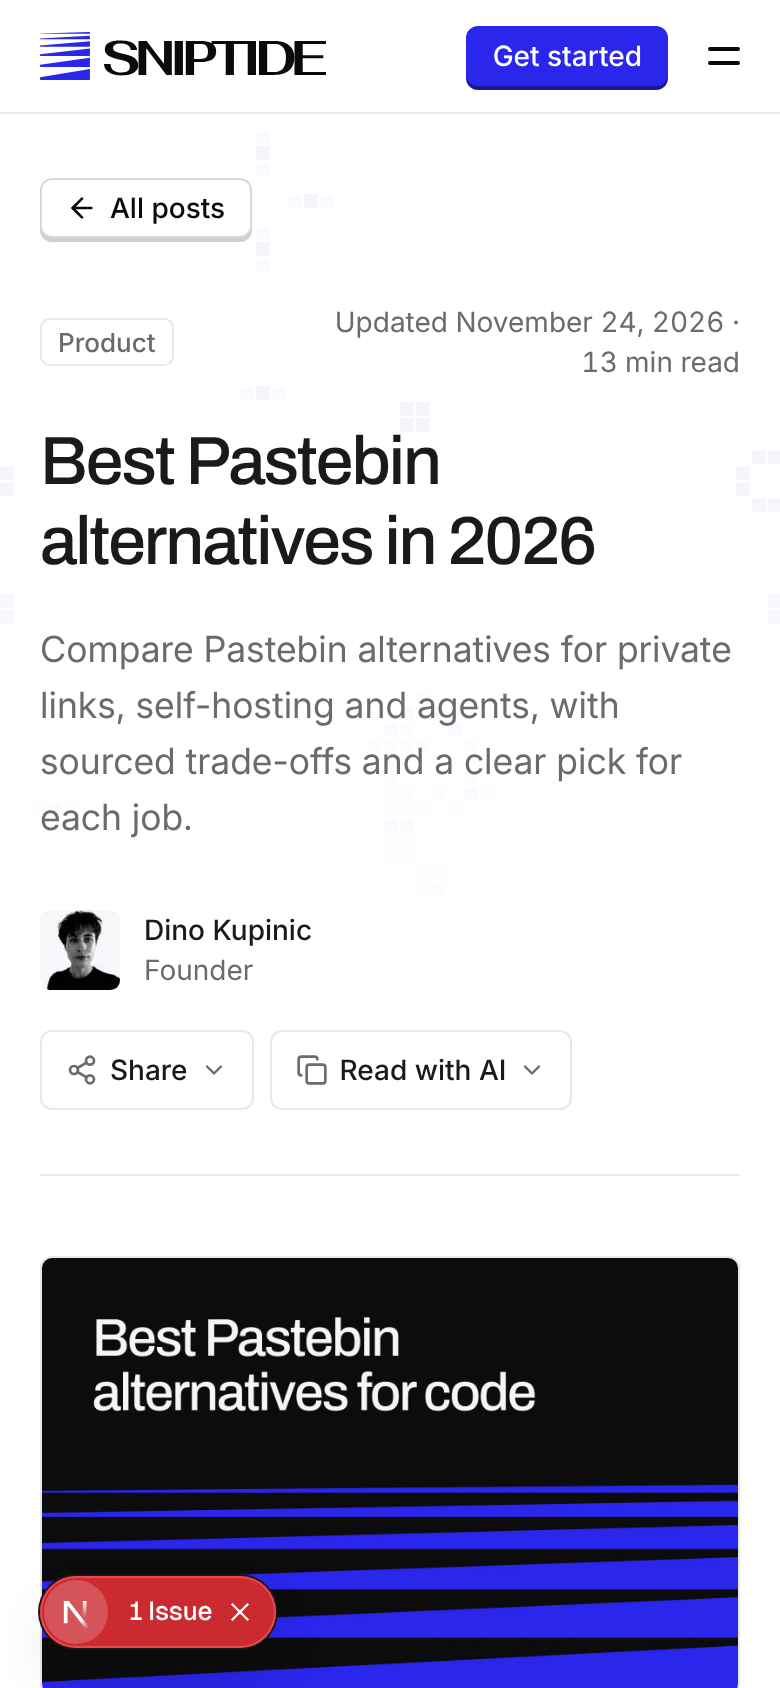 SNIPTIDE
Get started
All posts
Product
Updated November 24, 2026 ·
13 min read
Best Pastebin
alternatives in 2026
Compare Pastebin alternatives for private
links, self-hosting and agents, with
sourced trade-offs and a clear pick for
each job.
Dino Kupinic
Founder
Share
Read with AI
Best Pastebin
alternatives for code
N
1 Issue